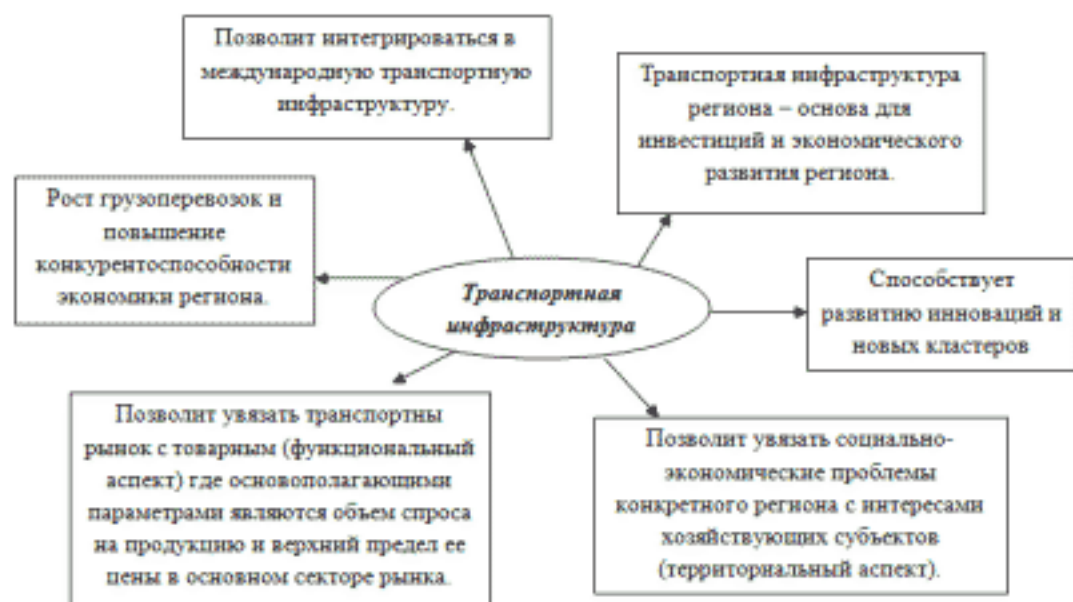 Позволит интегрироваться в
международную транспортную
инфраструктуру.
Транспортная инфраструктура
региона – основа для
инвестиций и экономического
развития региона.
Рост грузоперевозок и
повышение
конкурентоспособности
экономики региона.
Транспортная
инфраструктура
Способствует
развитию инноваций и
новых кластеров
Позволит увязать транспортны
рынок с товарным (функциональный
аспект) где основополагающими
параметрами являются объем спроса
на продукцию и верхний предел ее
цены в основном секторе рынка.
Позволит увязать социально-
экономические проблемы
конкретного региона с интересами
хозяйствующих субъектов
(территориальный аспект).